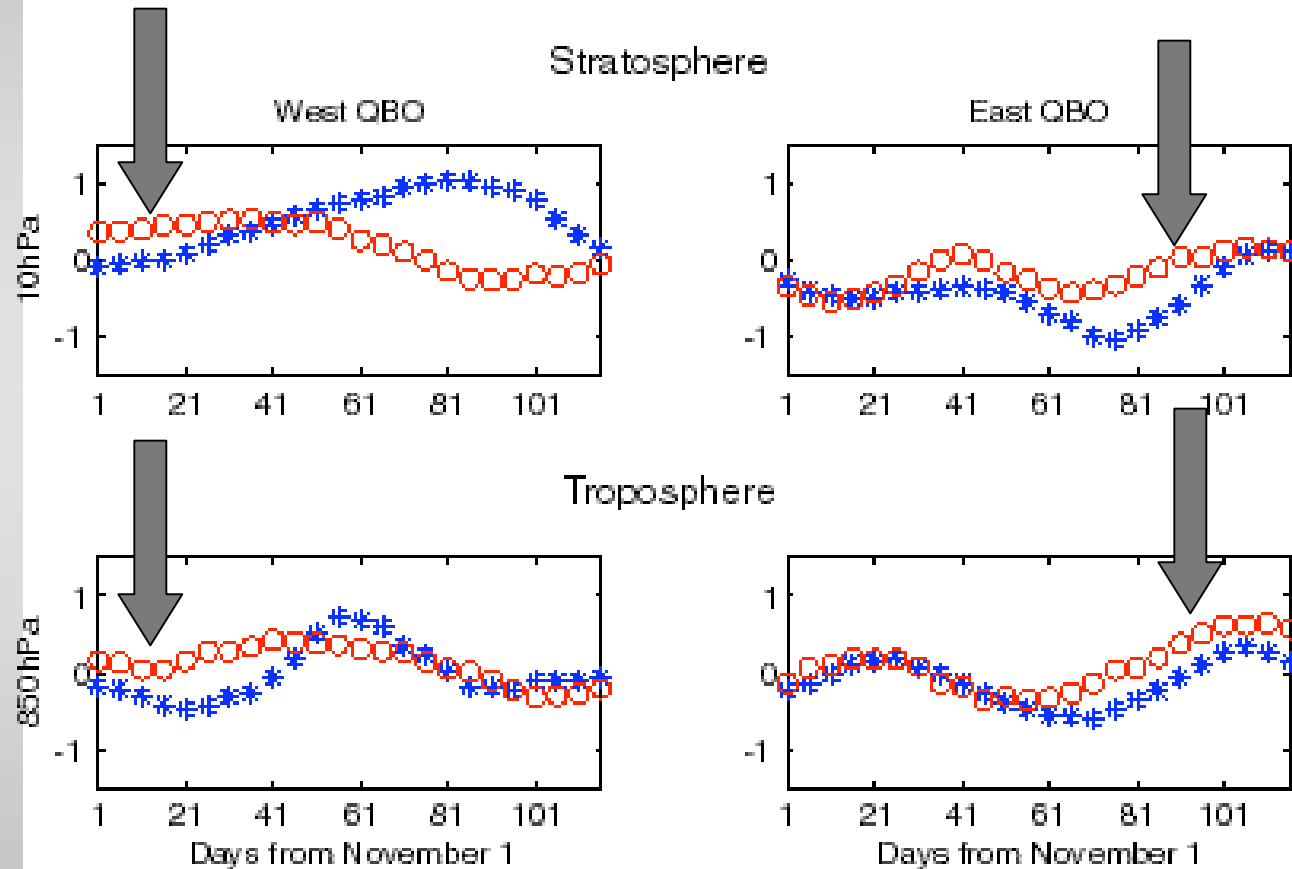 Stratosphere
West QBO
East QBO
10hPa
1
0
-1
1 21 41 61 81 101
1
0
-1
1 21 41 61 81 101
Troposphere
850hPa
1
0
-1
1 21 41 61 81 101
Days from November 1
1
0
-1
1 21 41 61 81 101
Days from November 1